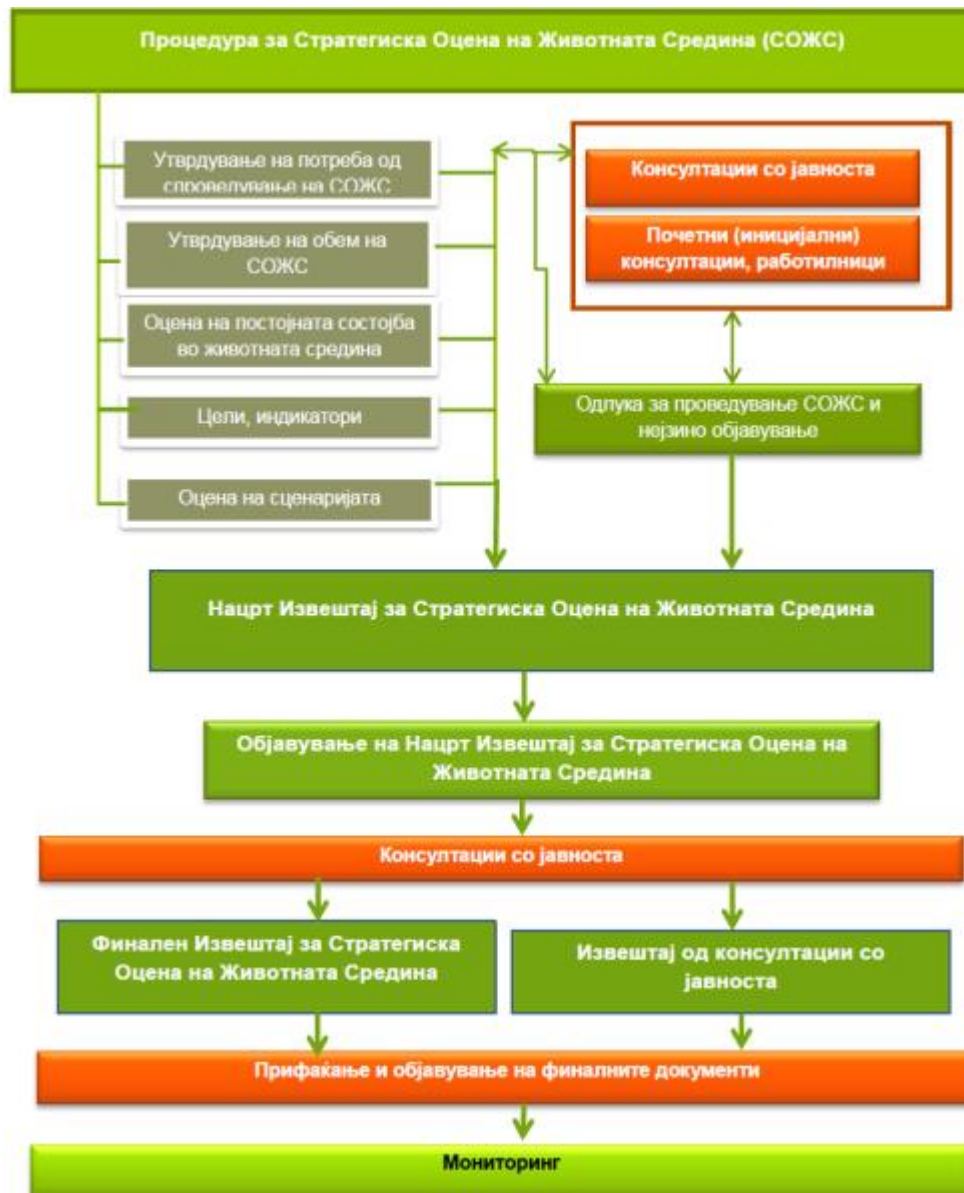 Процедура за Стратегиска Оцена на Животната Средина (СОЖС)
Утврдување на потреба од
спроведување на СОЖС
Утврдување на обем на
СОЖС
Оцена на постојната состојба
во животната средина
Цели, индикатори
Оцена на сценаријата
Консултации со јавноста
Почетни (иницијални)
консултации, работилници
Одлука за проведување СОЖС и
нејзино објавување
Нацрт Извештај за Стратегиска Оцена на Животната Средина
Објавување на Нацрт Извештај за Стратегиска Оцена на
Животната Средина
Консултации со јавноста
Финален Извештај за Стратегиска
Оцена на Животната Средина
Извештај од консултации со
јавноста
Прифаќање и објавување на финалните документи
Мониторинг